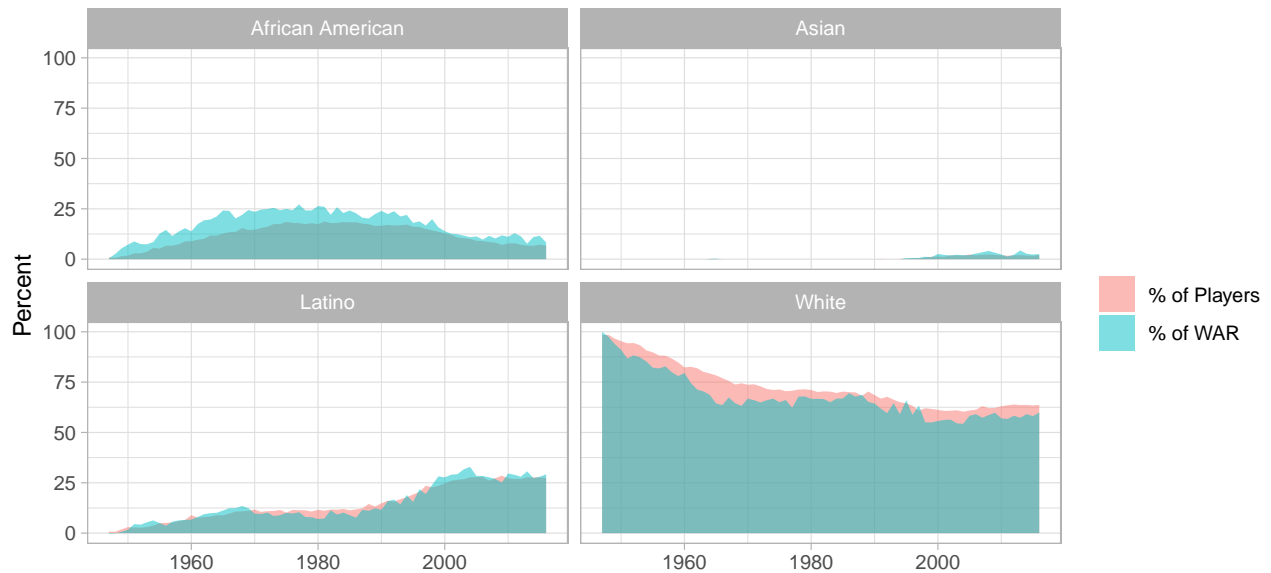 African American
Asian
100
75
50
25
0
Latino
White
100
75
50
25
0
1960
1980
2000
1960
1980
2000
Percent
% of Players
% of WAR